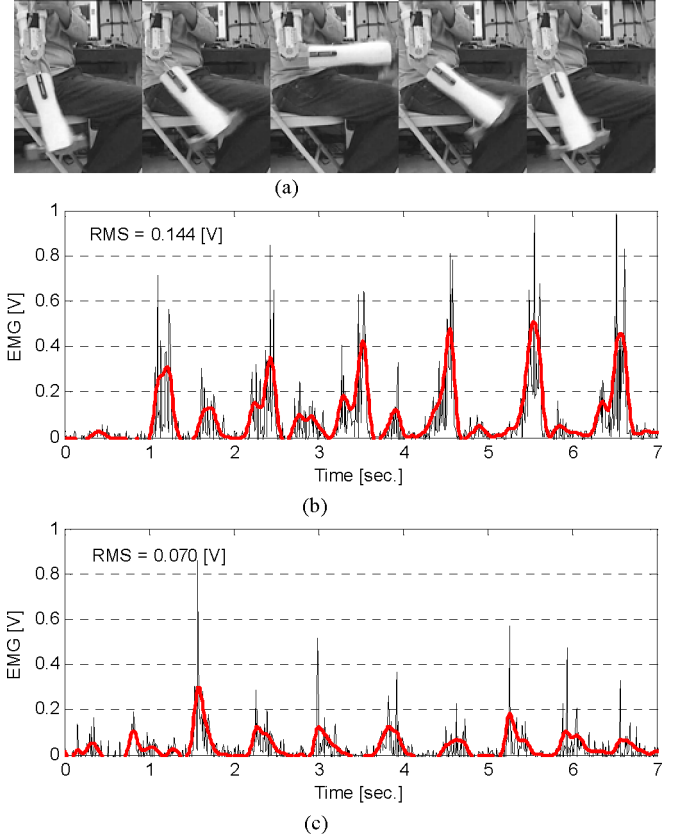 (a)
RMS = 0.144 [V]
1
0.8
0.6
0.4
0.2
0
EMG [V]
0 1 2 3 4 5 6 7
Time [sec.]
(b)
RMS = 0.070 [V]
1
0.8
0.6
0.4
0.2
0
EMG [V]
0 1 2 3 4 5 6 7
Time [sec.]
(c)